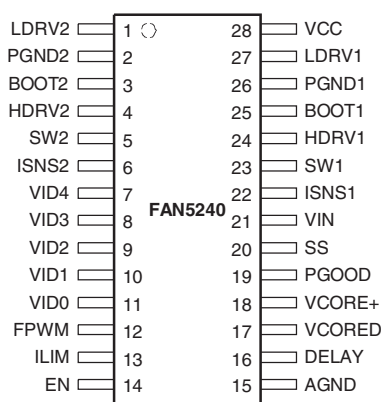 LDRV2 1 28 VCC
PGND2 2 27 LDRV1
BOOT2 3 26 PGND1
HDRV2 4 25 BOOT1
SW2 5 24 HDRV1
ISNS2 6 23 SW1
VID4 7 22 ISNS1
FAN5240
VID3 8 21 VIN
VID2 9 20 SS
VID1 10 19 PGOOD
VID0 11 18 VCORE+
FPWM 12 17 VCORED
ILIM 13 16 DELAY
EN 14 15 AGND